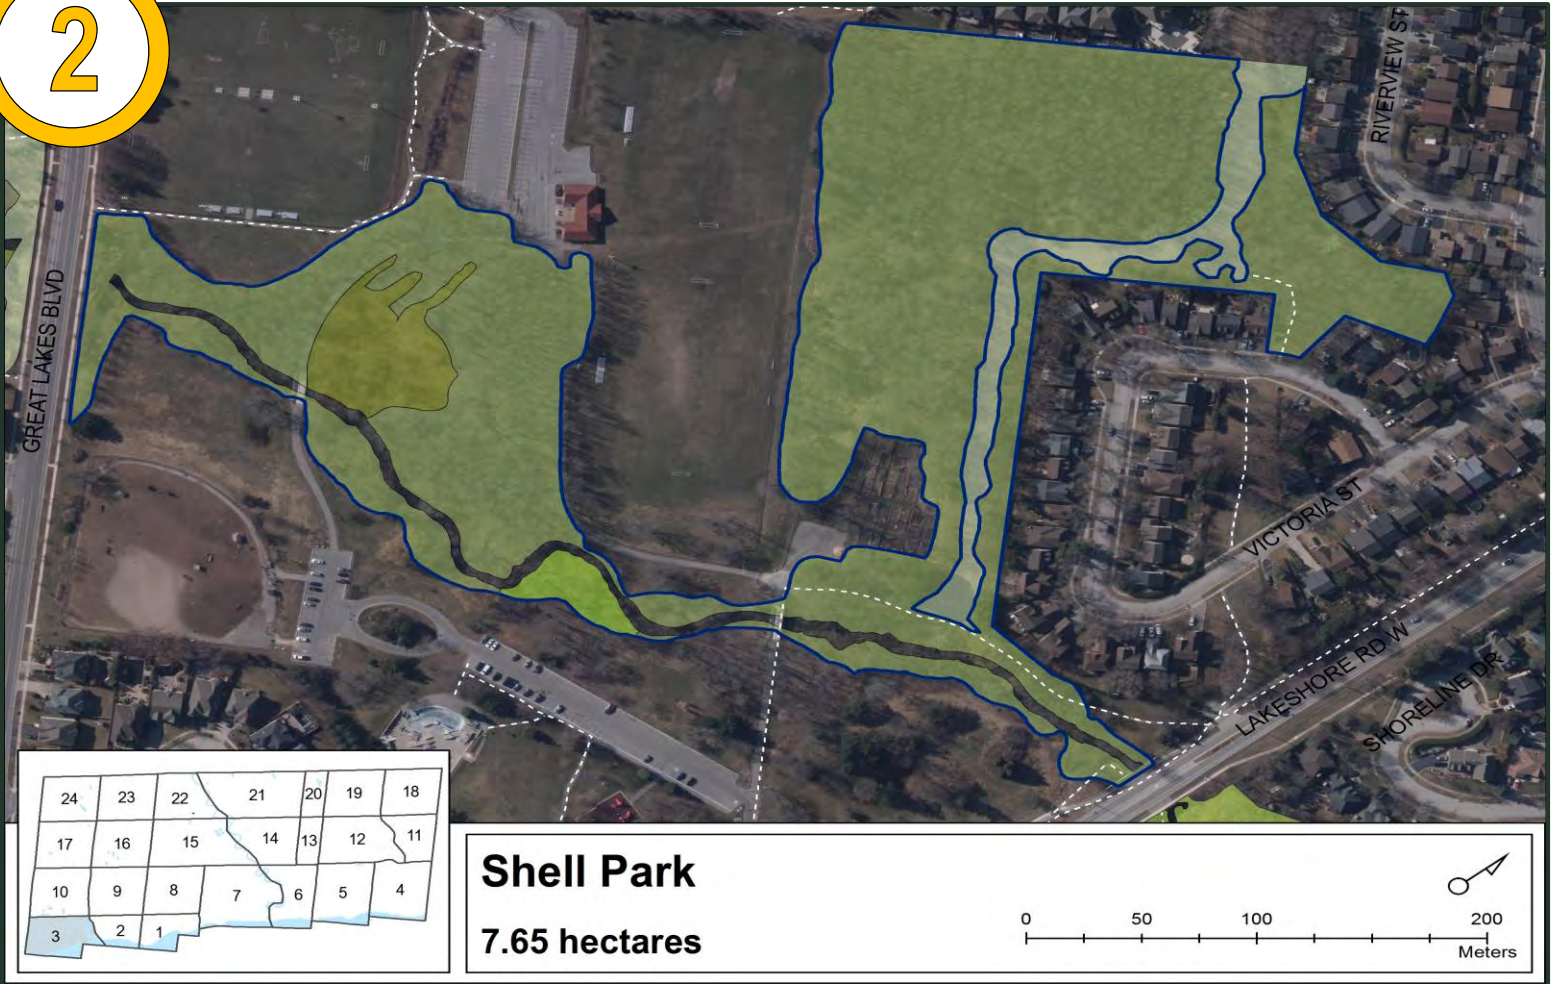 2
RIVERVIEW ST
GREAT LAKES BLVD
VICTORIA ST
LAKESHORE RD W
SHORELINE DR
24 23 22 21 20 19 18
17 16 15 14 13 12 11
10 9 8 7 6 5 4
3 2 1
Shell Park
7.65 hectares
0 50 100 200
Meters